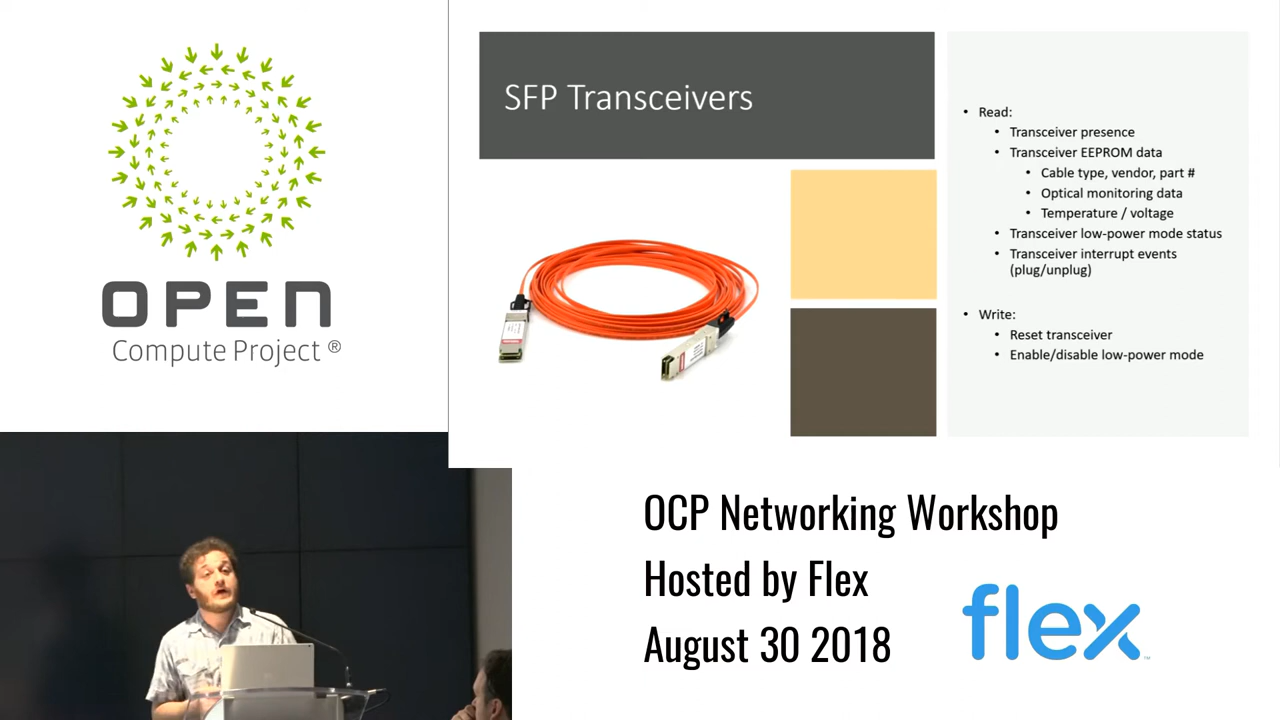 OPEN
Compute Project ®
SFP Transceivers
• Read:
• Transceiver presence
• Transceiver EEPROM data
• Cable type, vendor, part #
• Optical monitoring data
• Temperature / voltage
• Transceiver low-power mode status
• Transceiver interrupt events
(plug/unplug)
• Write:
• Reset transceiver
• Enable/disable low-power mode
OCP Networking Workshop
Hosted by Flex
August 30 2018
flex